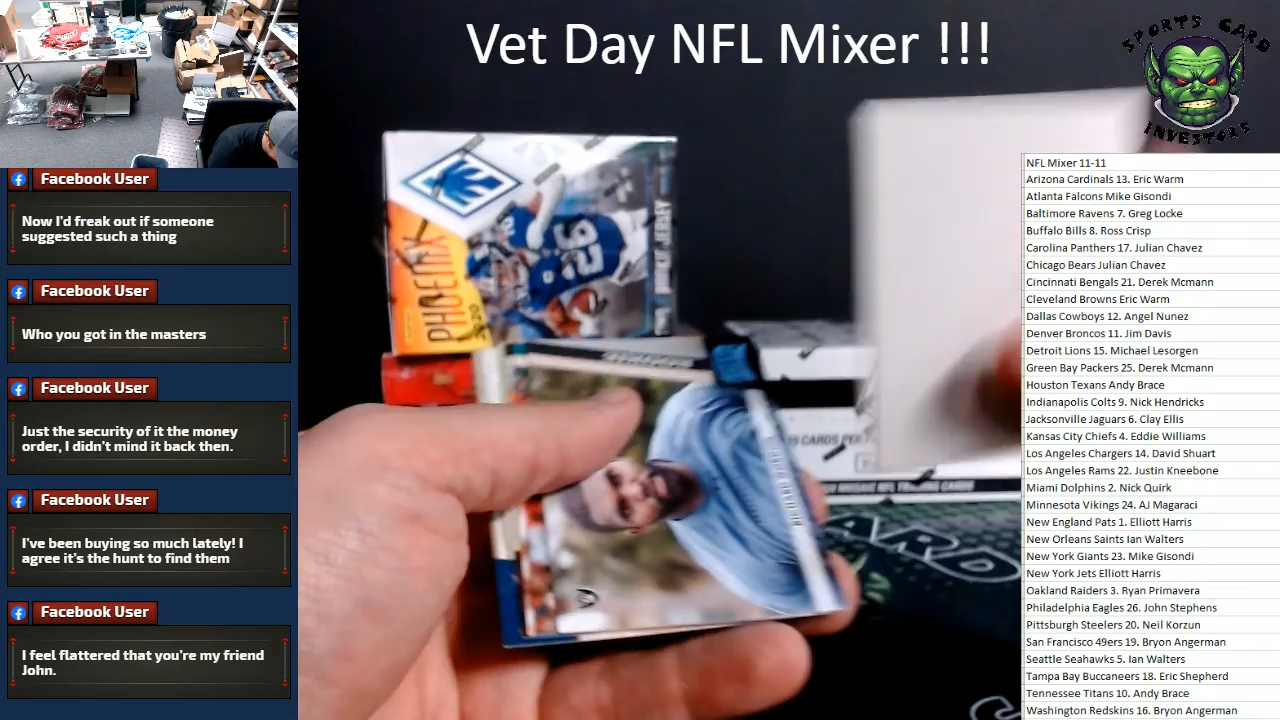 Vet Day NFL Mixer !!!
SPORTS CARD
INVESTORS
Facebook User
Now I'd freak out if someone
suggested such a thing
Facebook User
Who you got in the masters
Facebook User
Just the security of it the money
order, I didn't mind it back then.
Facebook User
I've been buying so much lately! I
agree it's the hunt to find them
Facebook User
I feel flattered that you're my friend
John.
PHOENIX
26
CARDS PER
MOSAIC NFL TRADING CARDS
ARD
NFL Mixer 11-11
Arizona Cardinals 13. Eric Warm
Atlanta Falcons Mike Gisondi
Baltimore Ravens 7. Greg Locke
Buffalo Bills 8. Ross Crisp
Carolina Panthers 17. Julian Chavez
Chicago Bears Julian Chavez
Cincinnati Bengals 21. Derek Mcmann
Cleveland Browns Eric Warm
Dallas Cowboys 12. Angel Nunez
Denver Broncos 11. Jim Davis
Detroit Lions 15. Michael Lesorgen
Green Bay Packers 25. Derek Mcmann
Houston Texans Andy Brace
Indianapolis Colts 9. Nick Hendricks
Jacksonville Jaguars 6. Clay Ellis
Kansas City Chiefs 4. Eddie Williams
Los Angeles Chargers 14. David Shuart
Los Angeles Rams 22. Justin Kneebone
Miami Dolphins 2. Nick Quirk
Minnesota Vikings 24. AJ Magaraci
New England Pats 1. Elliott Harris
New Orleans Saints Ian Walters
New York Giants 23. Mike Gisondi
New York Jets Elliott Harris
Oakland Raiders 3. Ryan Primavera
Philadelphia Eagles 26. John Stephens
Pittsburgh Steelers 20. Neil Korzun
San Francisco 49ers 19. Bryon Angerman
Seattle Seahawks 5. Ian Walters
Tampa Bay Buccaneers 18. Eric Shepherd
Tennessee Titans 10. Andy Brace
Washington Redskins 16. Bryon Angerman